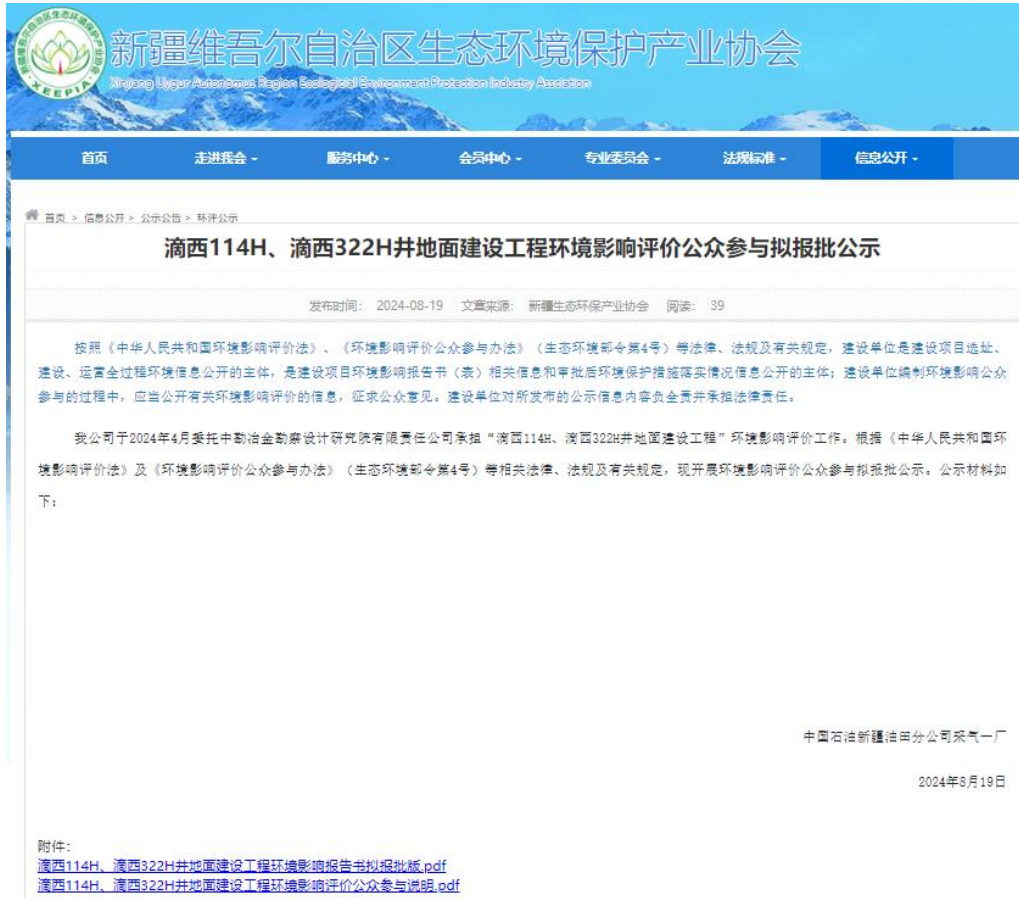 新疆维吾尔自治区生态环境保护产业协会
Xinjiang Uygur Autonomous Region Ecological Environment Protection Industry Association
XEEPIA
首页 走进我会 服务中心 会员中心 专业委员会 法规标准 信息公开
首页 > 信息公开 > 公示公告 > 环评公示
滴西114H、滴西322H井地面建设工程环境影响评价公众参与拟报批公示
发布时间: 2024-08-19 文章来源: 新疆生态环保产业协会 阅读: 39
按照《中华人民共和国环境影响评价法》、《环境影响评价公众参与办法》（生态环境部令第4号）等法律、法规及有关规定，建设单位是建设项目选址、
建设、运营全过程环境信息公开的主体，是建设项目环境影响报告书（表）相关信息和审批后环境保护措施落实情况信息公开的主体；建设单位编制环境影响公众
参与的过程中，应当公开有关环境影响评价的信息，征求公众意见。建设单位对所发布的公示信息内容负全责并承担法律责任。
我公司于2024年4月委托中勘冶金勘察设计研究院有限责任公司承担“滴西114H、滴西322H井地面建设工程”环境影响评价工作。根据《中华人民共和国环
境影响评价法》及《环境影响评价公众参与办法》（生态环境部令第4号）等相关法律、法规及有关规定，现开展环境影响评价公众参与拟报批公示。公示材料如
下：
中国石油新疆油田分公司采气一厂
2024年8月19日
附件:
滴西114H、滴西322H井地面建设工程环境影响报告书拟报批版.pdf
滴西114H、滴西322H井地面建设工程环境影响评价公众参与说明.pdf